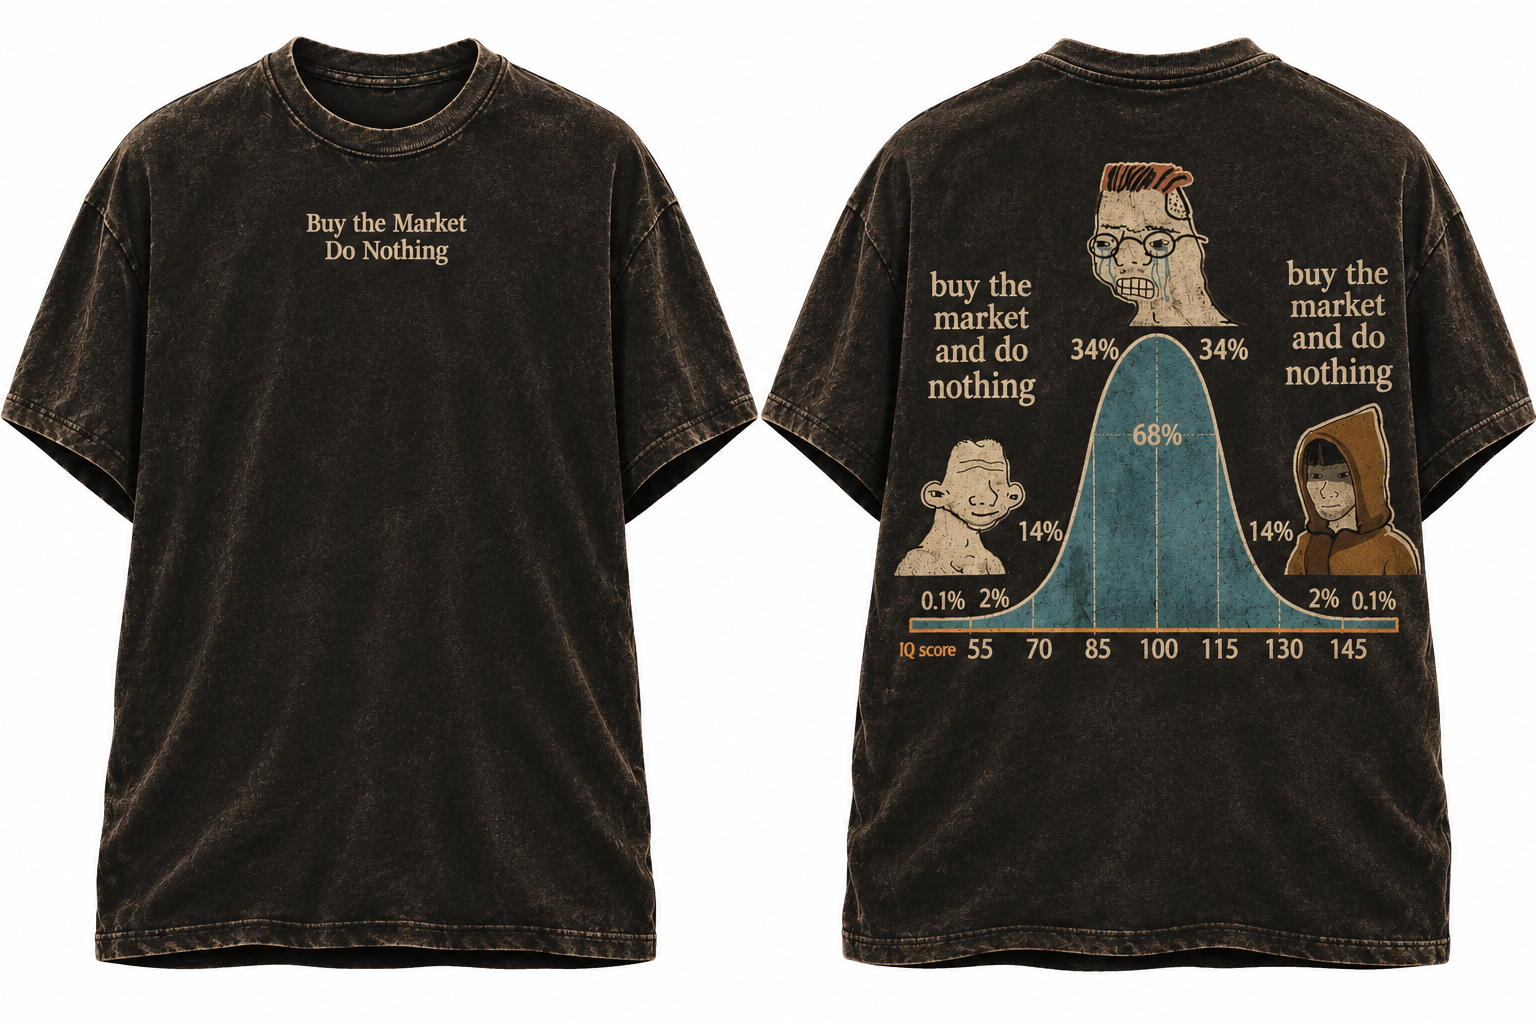 Buy the Market
Do Nothing
buy the
market
and do
nothing
buy the
market
and do
nothing
34% 34%
68%
14% 14%
0.1% 2% 2% 0.1%
IQ score 55 70 85 100 115 130 145